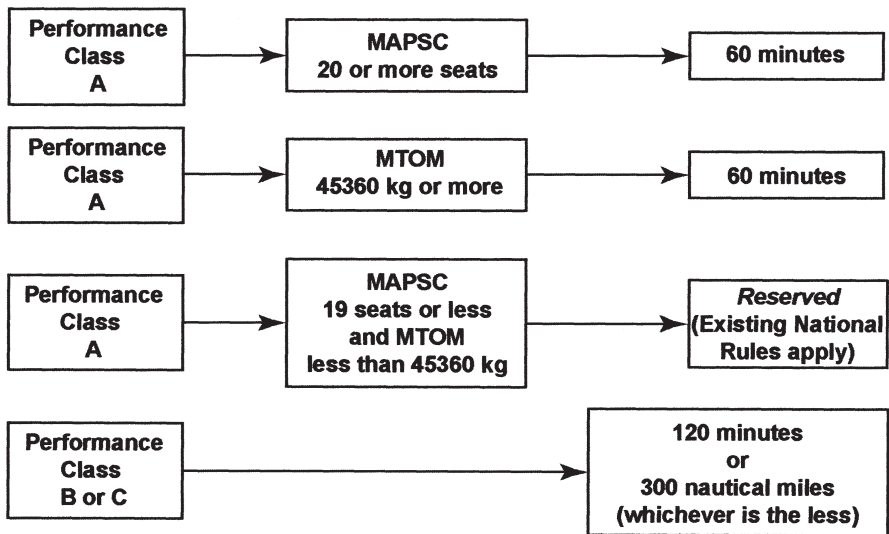 Performance
Class
A
MAPSC
20 or more seats
60 minutes
Performance
Class
A
MTOM
45360 kg or more
60 minutes
Performance
Class
A
MAPSC
19 seats or less
and MTOM
less than 45360 kg
Reserved
(Existing National
Rules apply)
Performance
Class
B or C
120 minutes
or
300 nautical miles
(whichever is the less)